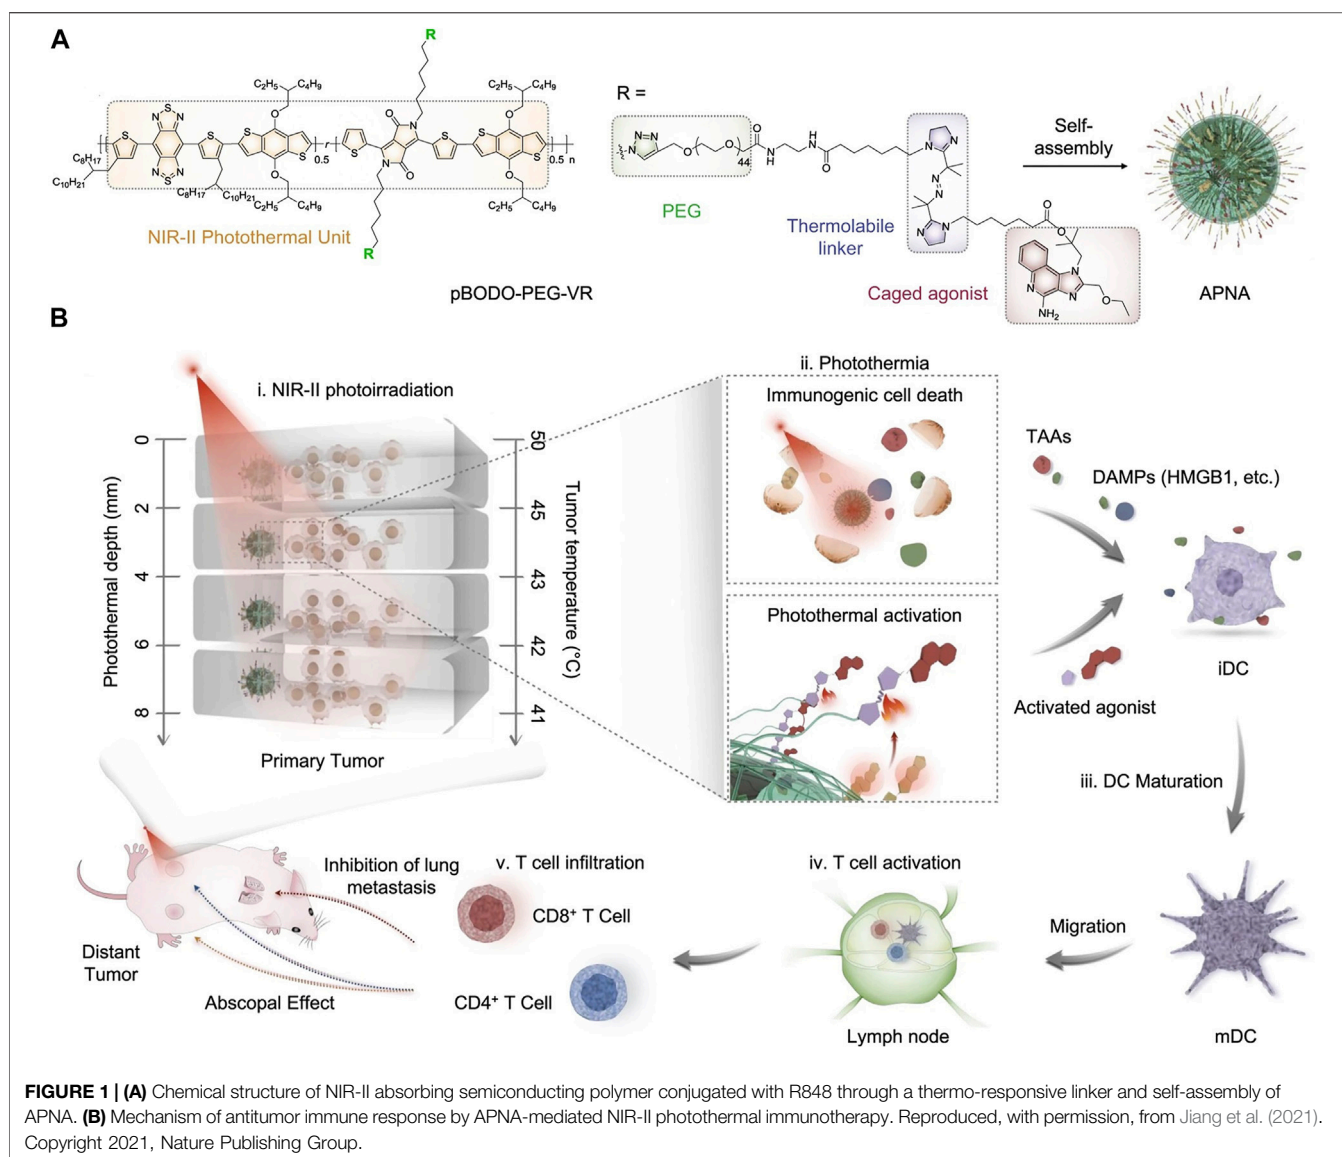 A
R
C2H5 C4H9
C2H5 C4H9
R =
Self-
assembly
C8H17
C10H21
C8H17
C10H21
C2H5 C4H9
C2H5 C4H9
0.5
r
0.5 n
44
PEG
Thermolabile
linker
NIR-II Photothermal Unit
R
pBODO-PEG-VR
Caged agonist
NH2
APNA
B
i. NIR-II photoirradiation
ii. Photothermia
Immunogenic cell death
TAAs
DAMPs (HMGB1, etc.)
Photothermal depth (mm)
0
2
4
6
8
50
45
43
42
41
Tumor temperature (°C)
Primary Tumor
Photothermal activation
iDC
Activated agonist
iii. DC Maturation
Inhibition of lung
metastasis
v. T cell infiltration
iv. T cell activation
CD8+ T Cell
Migration
Distant
Tumor
Abscopal Effect
CD4+ T Cell
Lymph node
mDC
FIGURE 1 | (A) Chemical structure of NIR-II absorbing semiconducting polymer conjugated with R848 through a thermo-responsive linker and self-assembly of
APNA. (B) Mechanism of antitumor immune response by APNA-mediated NIR-II photothermal immunotherapy. Reproduced, with permission, from Jiang et al. (2021).
Copyright 2021, Nature Publishing Group.